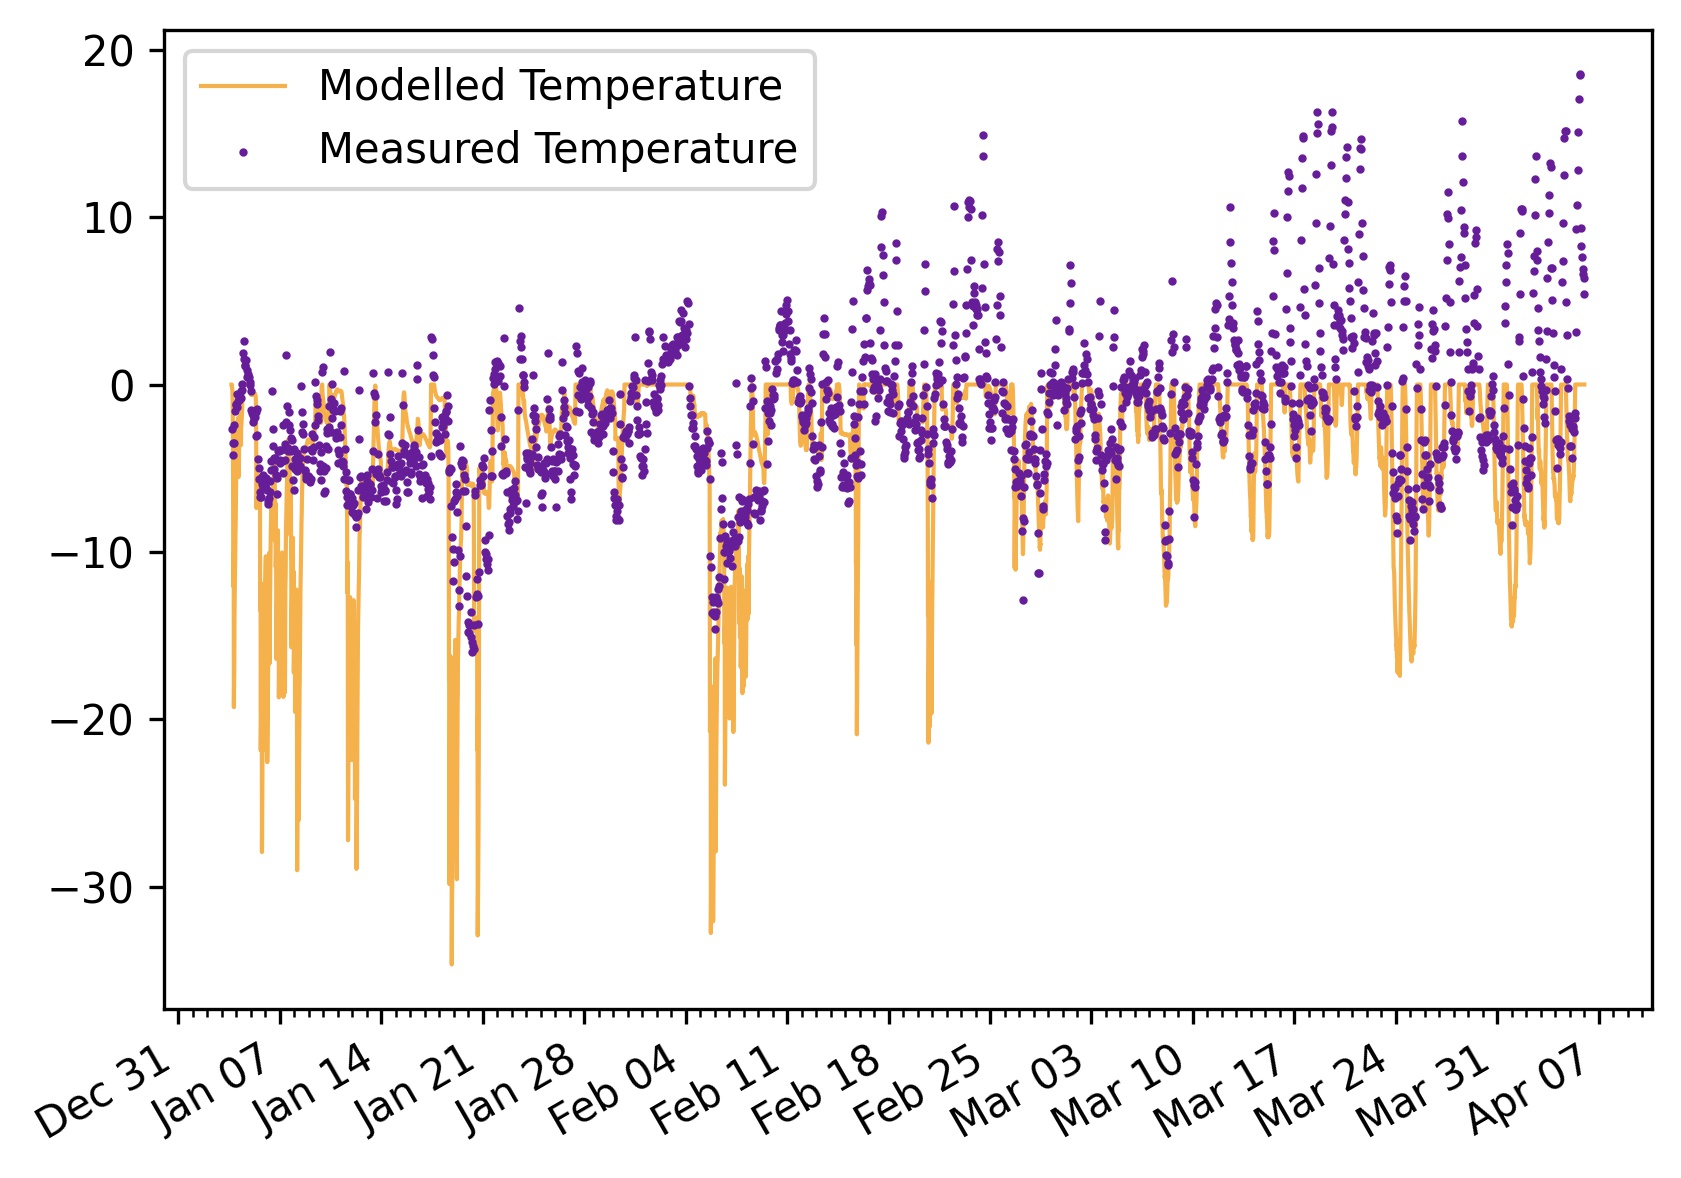 Modelled Temperature
Measured Temperature
20
10
0
−10
−20
−30
Dec 31
Jan 07
Jan 14
Jan 21
Jan 28
Feb 04
Feb 11
Feb 18
Feb 25
Mar 03
Mar 10
Mar 17
Mar 24
Mar 31
Apr 07